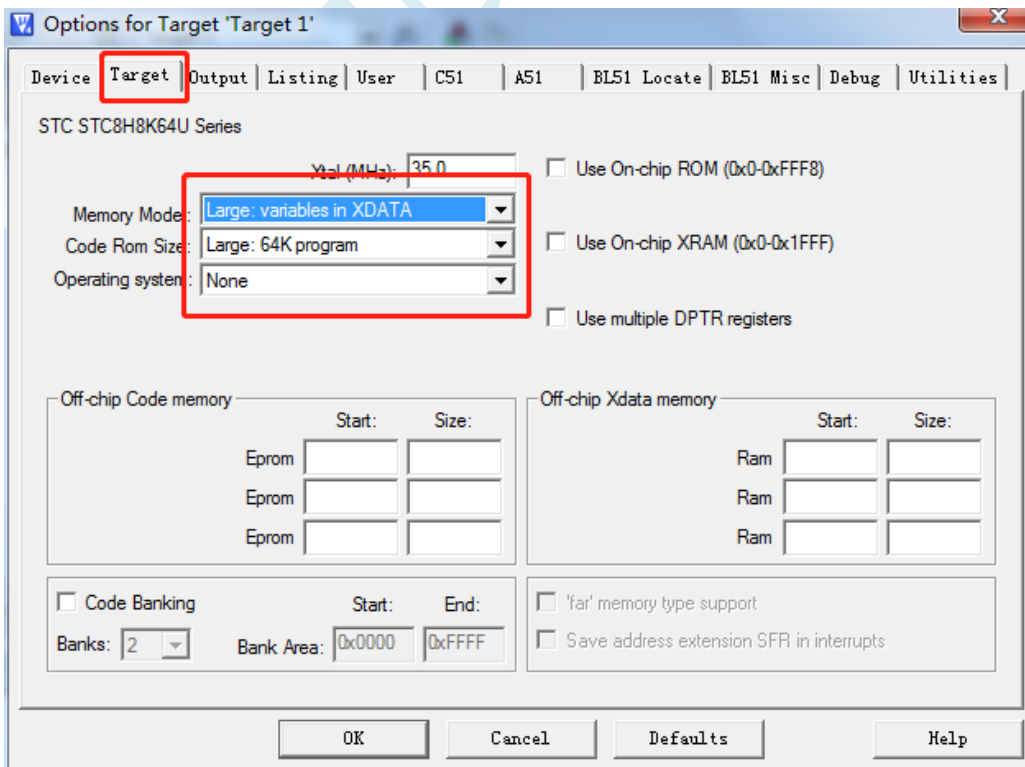 Options for Target 'Target 1'
Device Target Output Listing User C51 A51 BL51 Locate BL51 Misc Debug Utilities
STC STC8H8K64U Series
Xtal (MHz): 35.0
Use On-chip ROM (0x0-0xFFF8)
Memory Model: Large: variables in XDATA
Code Rom Size: Large: 64K program
Use On-chip XRAM (0x0-0x1FFF)
Operating system: None
Use multiple DPTR registers
Off-chip Code memory
Start: Size:
Eprom
Eprom
Eprom
Off-chip Xdata memory
Start: Size:
Ram
Ram
Ram
Code Banking Start: End:
Banks: 2 Bank Area: 0x0000 0xFFFF
'far' memory type support
Save address extension SFR in interrupts
OK Cancel Defaults Help